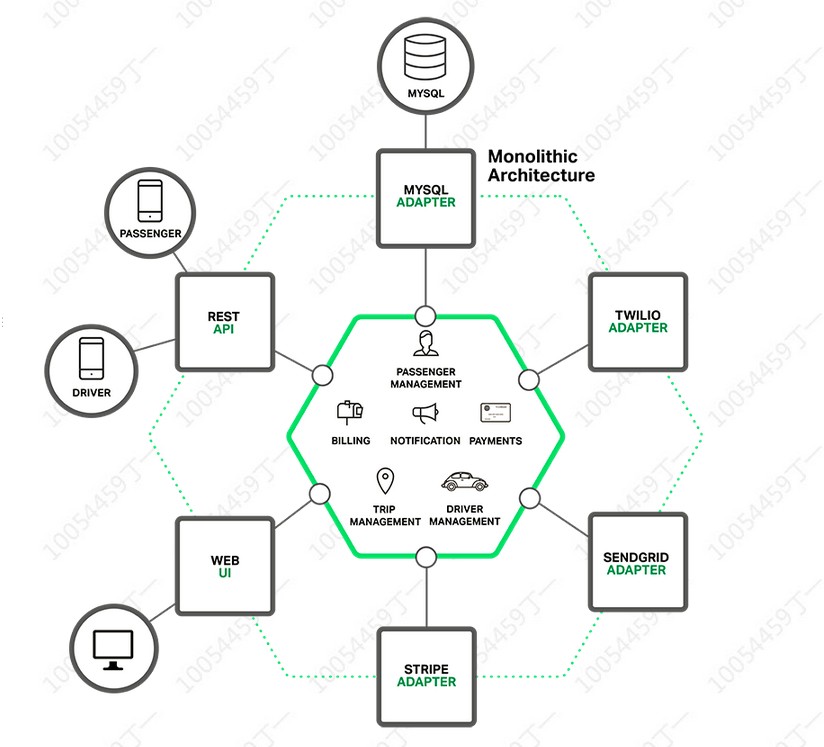 MYSQL
Monolithic
Architecture
MYSQL
ADAPTER
PASSENGER
REST
API
TWILIO
ADAPTER
DRIVER
PASSENGER
MANAGEMENT
BILLING
NOTIFICATION
PAYMENTS
TRIP
MANAGEMENT
DRIVER
MANAGEMENT
WEB
UI
SENDGRID
ADAPTER
STRIPE
ADAPTER
10054459丁一